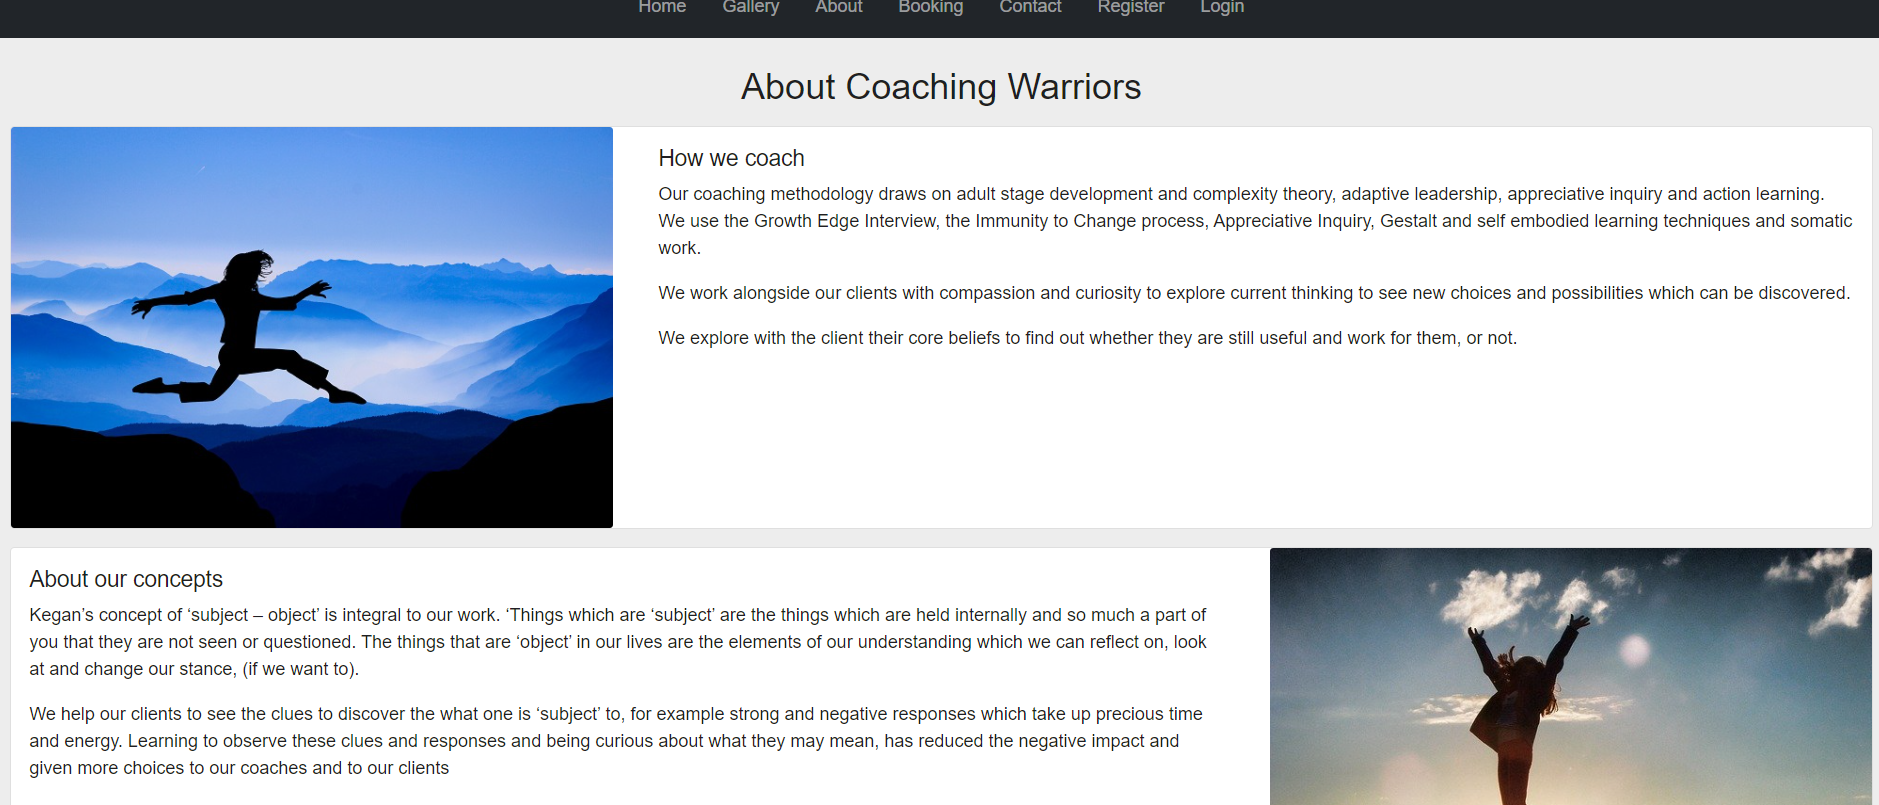 Home Gallery About Booking Contact Register Login
About Coaching Warriors
How we coach
Our coaching methodology draws on adult stage development and complexity theory, adaptive leadership, appreciative inquiry and action learning.
We use the Growth Edge Interview, the Immunity to Change process, Appreciative Inquiry, Gestalt and self embodied learning techniques and somatic
work.
We work alongside our clients with compassion and curiosity to explore current thinking to see new choices and possibilities which can be discovered.
We explore with the client their core beliefs to find out whether they are still useful and work for them, or not.
About our concepts
Kegan’s concept of ‘subject – object’ is integral to our work. ‘Things which are ‘subject’ are the things which are held internally and so much a part of
you that they are not seen or questioned. The things that are ‘object’ in our lives are the elements of our understanding which we can reflect on, look
at and change our stance, (if we want to).
We help our clients to see the clues to discover the what one is ‘subject’ to, for example strong and negative responses which take up precious time
and energy. Learning to observe these clues and responses and being curious about what they may mean, has reduced the negative impact and
given more choices to our coaches and to our clients